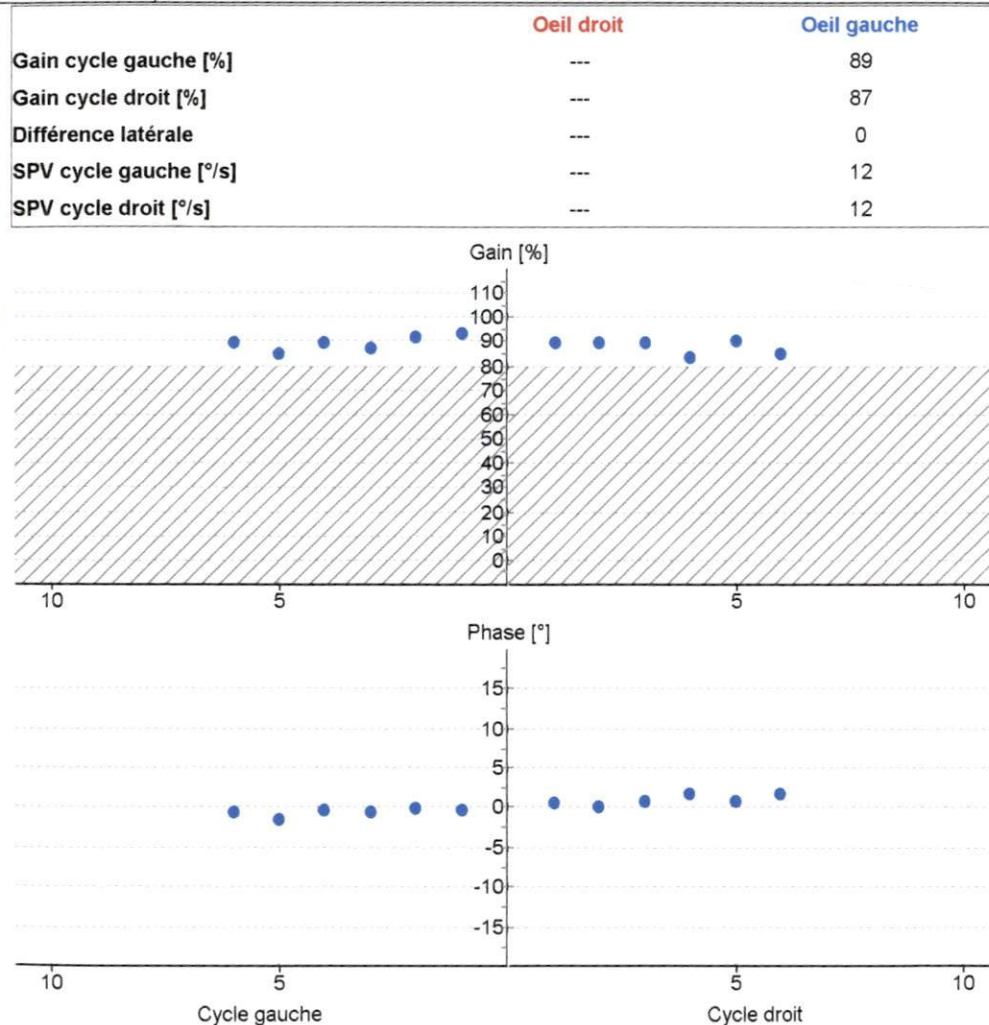 Oeil droit Oeil gauche
Gain cycle gauche [%] --- 89
Gain cycle droit [%] --- 87
Différence latérale --- 0
SPV cycle gauche [°/s] --- 12
SPV cycle droit [°/s] --- 12
Gain [%]
110
100
90
80
70
60
50
40
30
20
10
0
10 5 5 10
Phase [°]
15
10
5
0
-5
-10
-15
10 5 5 10
Cycle gauche Cycle droit